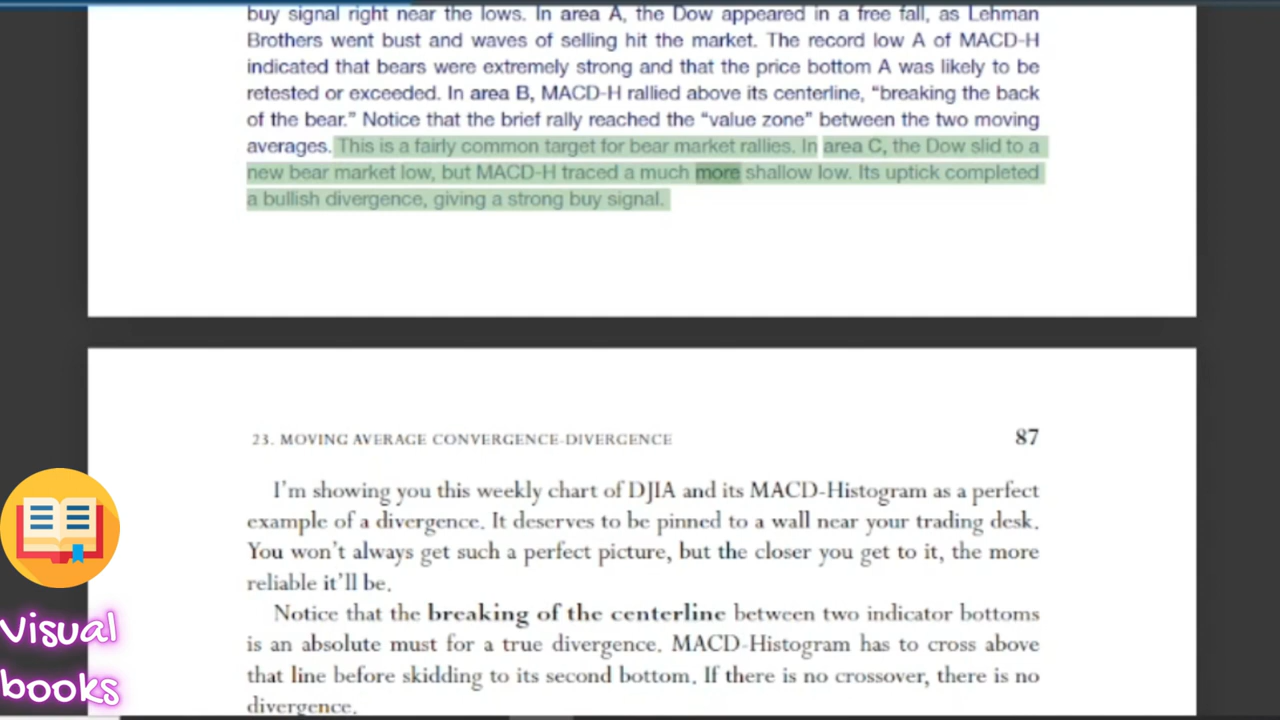 buy signal right near the lows. In area A, the Dow appeared in a free fall, as Lehman
Brothers went bust and waves of selling hit the market. The record low A of MACD-H
indicated that bears were extremely strong and that the price bottom A was likely to be
retested or exceeded. In area B, MACD-H rallied above its centerline, “breaking the back
of the bear.” Notice that the brief rally reached the “value zone” between the two moving
averages. This is a fairly common target for bear market rallies. In area C, the Dow slid to a
new bear market low, but MACD-H traced a much more shallow low. Its uptick completed
a bullish divergence, giving a strong buy signal.
23. MOVING AVERAGE CONVERGENCE-DIVERGENCE 87
I’m showing you this weekly chart of DJIA and its MACD-Histogram as a perfect
example of a divergence. It deserves to be pinned to a wall near your trading desk.
You won’t always get such a perfect picture, but the closer you get to it, the more
reliable it’ll be.
Notice that the breaking of the centerline between two indicator bottoms
is an absolute must for a true divergence. MACD-Histogram has to cross above
that line before skidding to its second bottom. If there is no crossover, there is no
divergence.
Visual
books